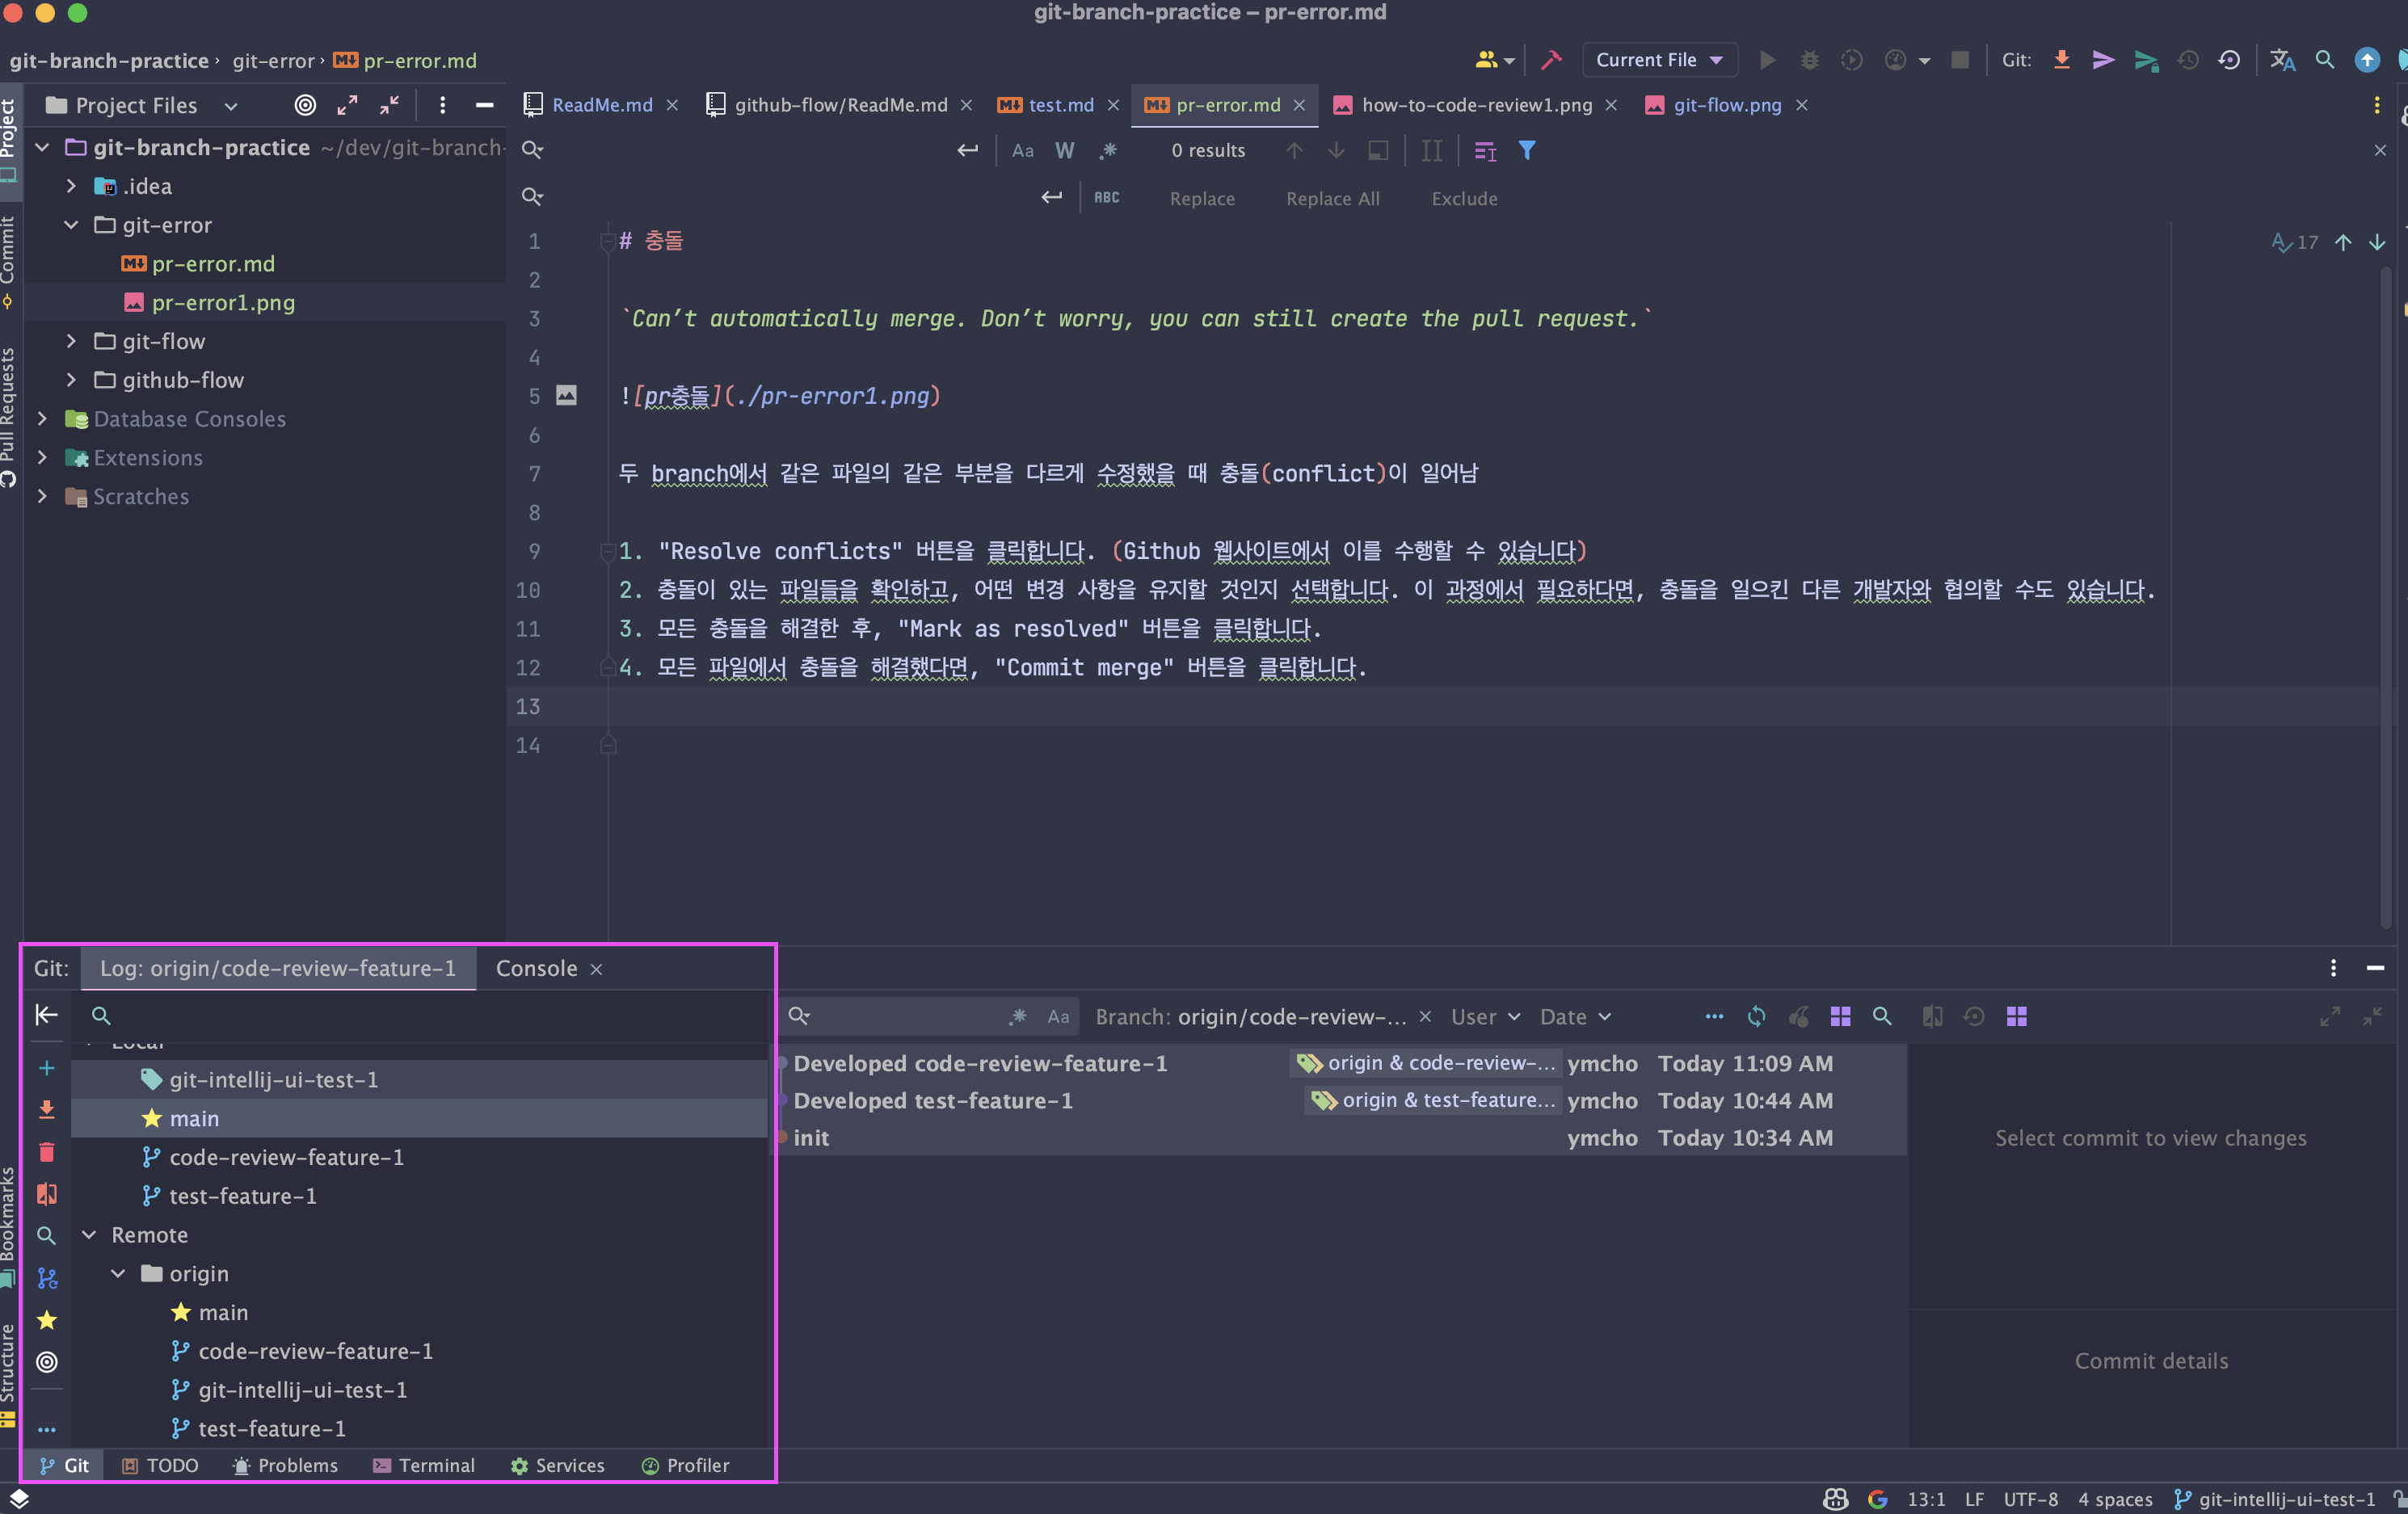 git-branch-practice – pr-error.md
git-branch-practice › git-error › pr-error.md
Current File
Git:
Project
Commit
Pull Requests
Bookmarks
Structure
Project Files
git-branch-practice ~/dev/git-branch-
.idea
git-error
pr-error.md
pr-error1.png
git-flow
github-flow
Database Consoles
Extensions
Scratches
ReadMe.md
github-flow/ReadMe.md
test.md
pr-error.md
how-to-code-review1.png
git-flow.png
Aa W .* 0 results
ABC Replace Replace All Exclude
17
1 # 충돌
2
3 `Can’t automatically merge. Don’t worry, you can still create the pull request.`
4
5 ![pr충돌](./pr-error1.png)
6
7 두 branch에서 같은 파일의 같은 부분을 다르게 수정했을 때 충돌(conflict)이 일어남
8
9 1. "Resolve conflicts" 버튼을 클릭합니다. (Github 웹사이트에서 이를 수행할 수 있습니다)
10 2. 충돌이 있는 파일들을 확인하고, 어떤 변경 사항을 유지할 것인지 선택합니다. 이 과정에서 필요하다면, 충돌을 일으킨 다른 개발자와 협의할 수도 있습니다.
11 3. 모든 충돌을 해결한 후, "Mark as resolved" 버튼을 클릭합니다.
12 4. 모든 파일에서 충돌을 해결했다면, "Commit merge" 버튼을 클릭합니다.
13
14
Git: Log: origin/code-review-feature-1 Console
Local
git-intellij-ui-test-1
main
code-review-feature-1
test-feature-1
Remote
origin
main
code-review-feature-1
git-intellij-ui-test-1
test-feature-1
.* Aa Branch: origin/code-review-... User Date
Developed code-review-feature-1 origin & code-review-... ymcho Today 11:09 AM
Developed test-feature-1 origin & test-feature... ymcho Today 10:44 AM
init ymcho Today 10:34 AM
Select commit to view changes
Commit details
Git TODO Problems Terminal Services Profiler
13:1 LF UTF-8 4 spaces git-intellij-ui-test-1